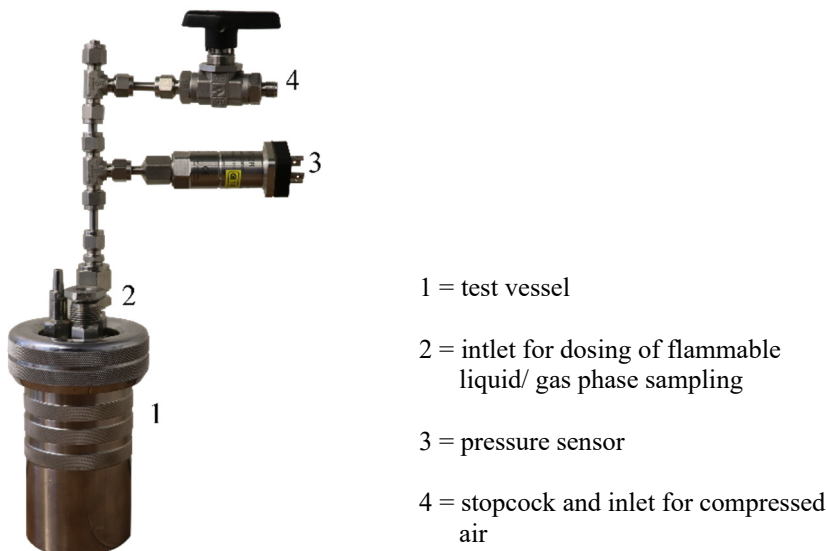 4
3
2
1
1 = test vessel
2 = intlet for dosing of flammable
liquid/ gas phase sampling
3 = pressure sensor
4 = stopcock and inlet for compressed
air